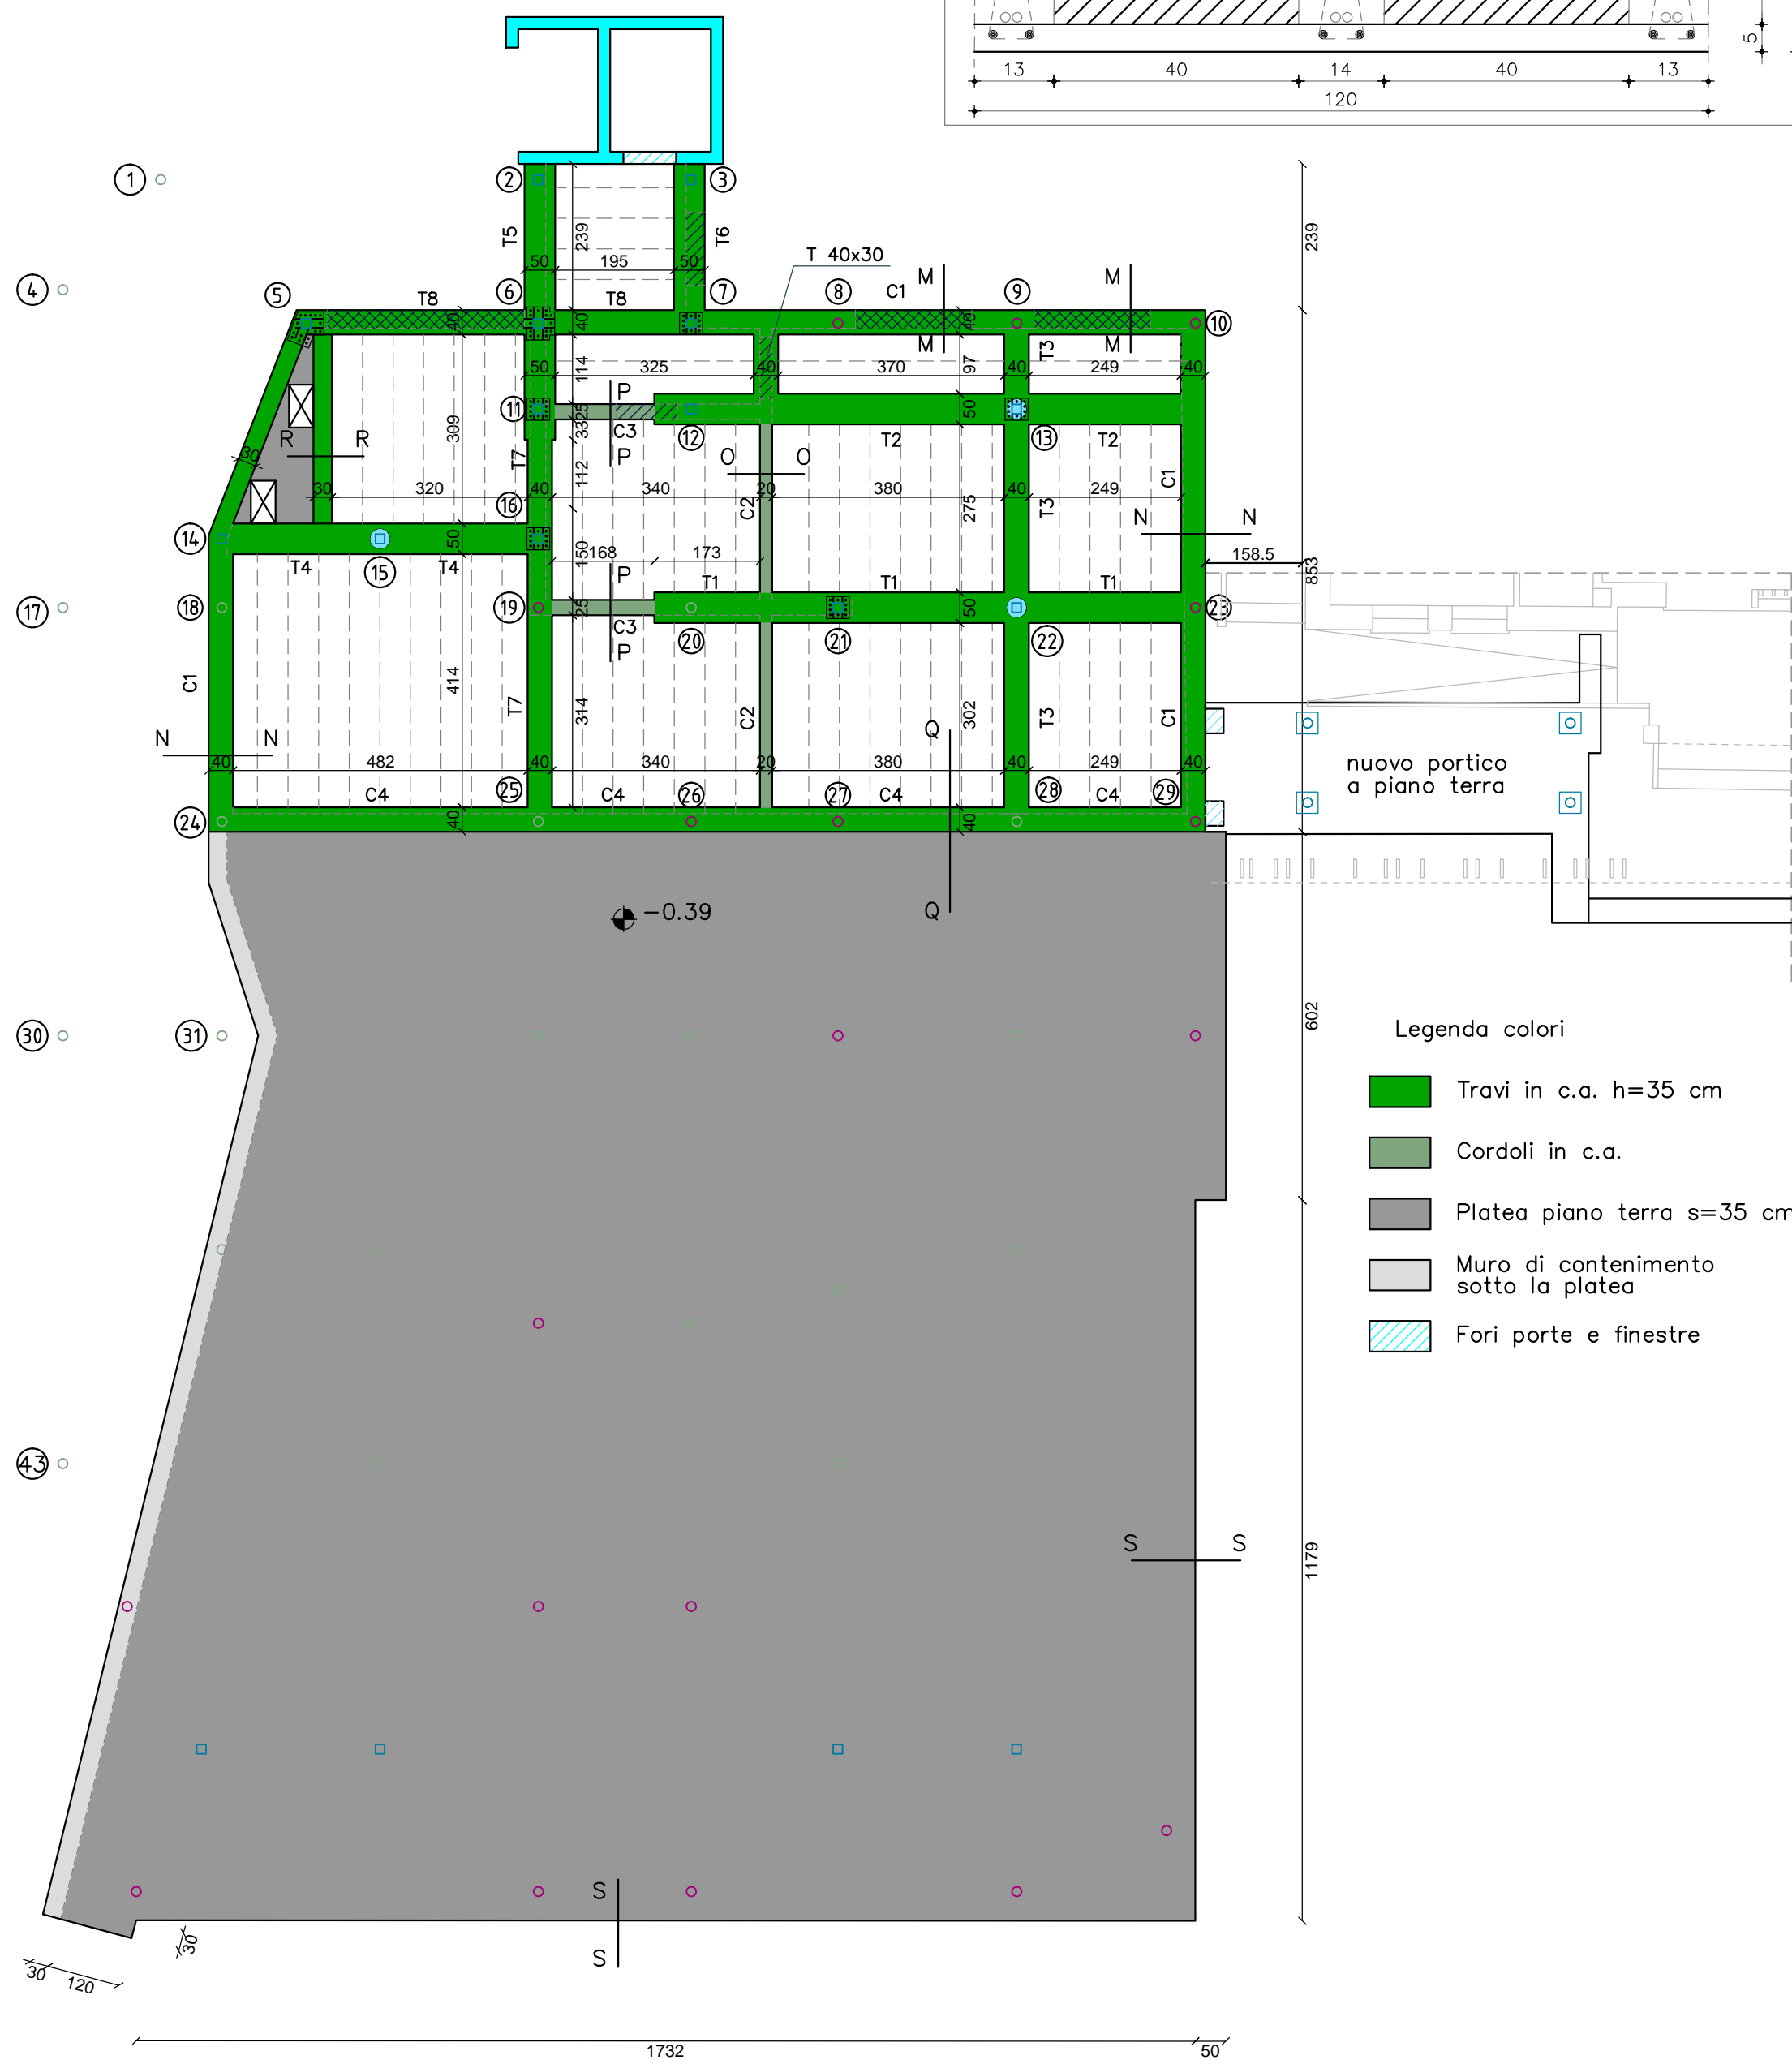 5
13 40 14 40 13
120
1
2
3
T5
239
T6
239
50 195 50
T 40x30
4
5
T8
6
T8
7
8
C1
M
M
9
10
40
40
40
M
M
T3
50
114
325
40
370
97
40
249
40
11
P
3325
C3
P
12
50
13
309
R
R
30
T7
T2
T2
O
O
C1
112
30
320
40
340
20
380
40
249
16
C2
275
T3
N
N
14
50
T4
T4
15
150
168
173
158.5
853
P
T1
T1
T1
17
18
19
25
50
23
C3
P
20
21
22
C1
414
T7
314
C2
302
T3
C1
Q
N
N
40
482
40
340
20
380
40
249
40
nuovo portico
a piano terra
C4
25
C4
26
27
C4
28
C4
29
24
40
40
-0.39
Q
30
31
602
Legenda colori
Travi in c.a. h=35 cm
Cordoli in c.a.
Platea piano terra s=35 cm
Muro di contenimento
sotto la platea
Fori porte e finestre
43
S
S
1179
S
30
S
30
120
1732
50